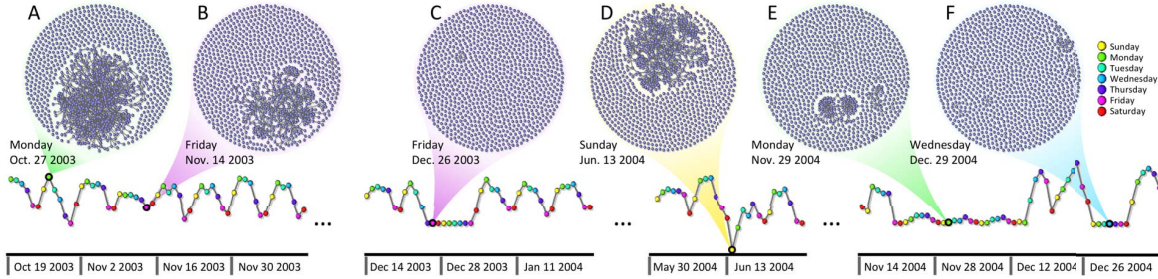 A
B
C
D
E
F
Sunday
Monday
Tuesday
Wednesday
Thursday
Friday
Saturday
Monday
Oct. 27 2003
Friday
Nov. 14 2003
Friday
Dec. 26 2003
Sunday
Jun. 13 2004
Monday
Nov. 29 2004
Wednesday
Dec. 29 2004
...
...
...
Oct 19 2003
Nov 2 2003
Nov 16 2003
Nov 30 2003
Dec 14 2003
Dec 28 2003
Jan 11 2004
May 30 2004
Jun 13 2004
Nov 14 2004
Nov 28 2004
Dec 12 2004
Dec 26 2004